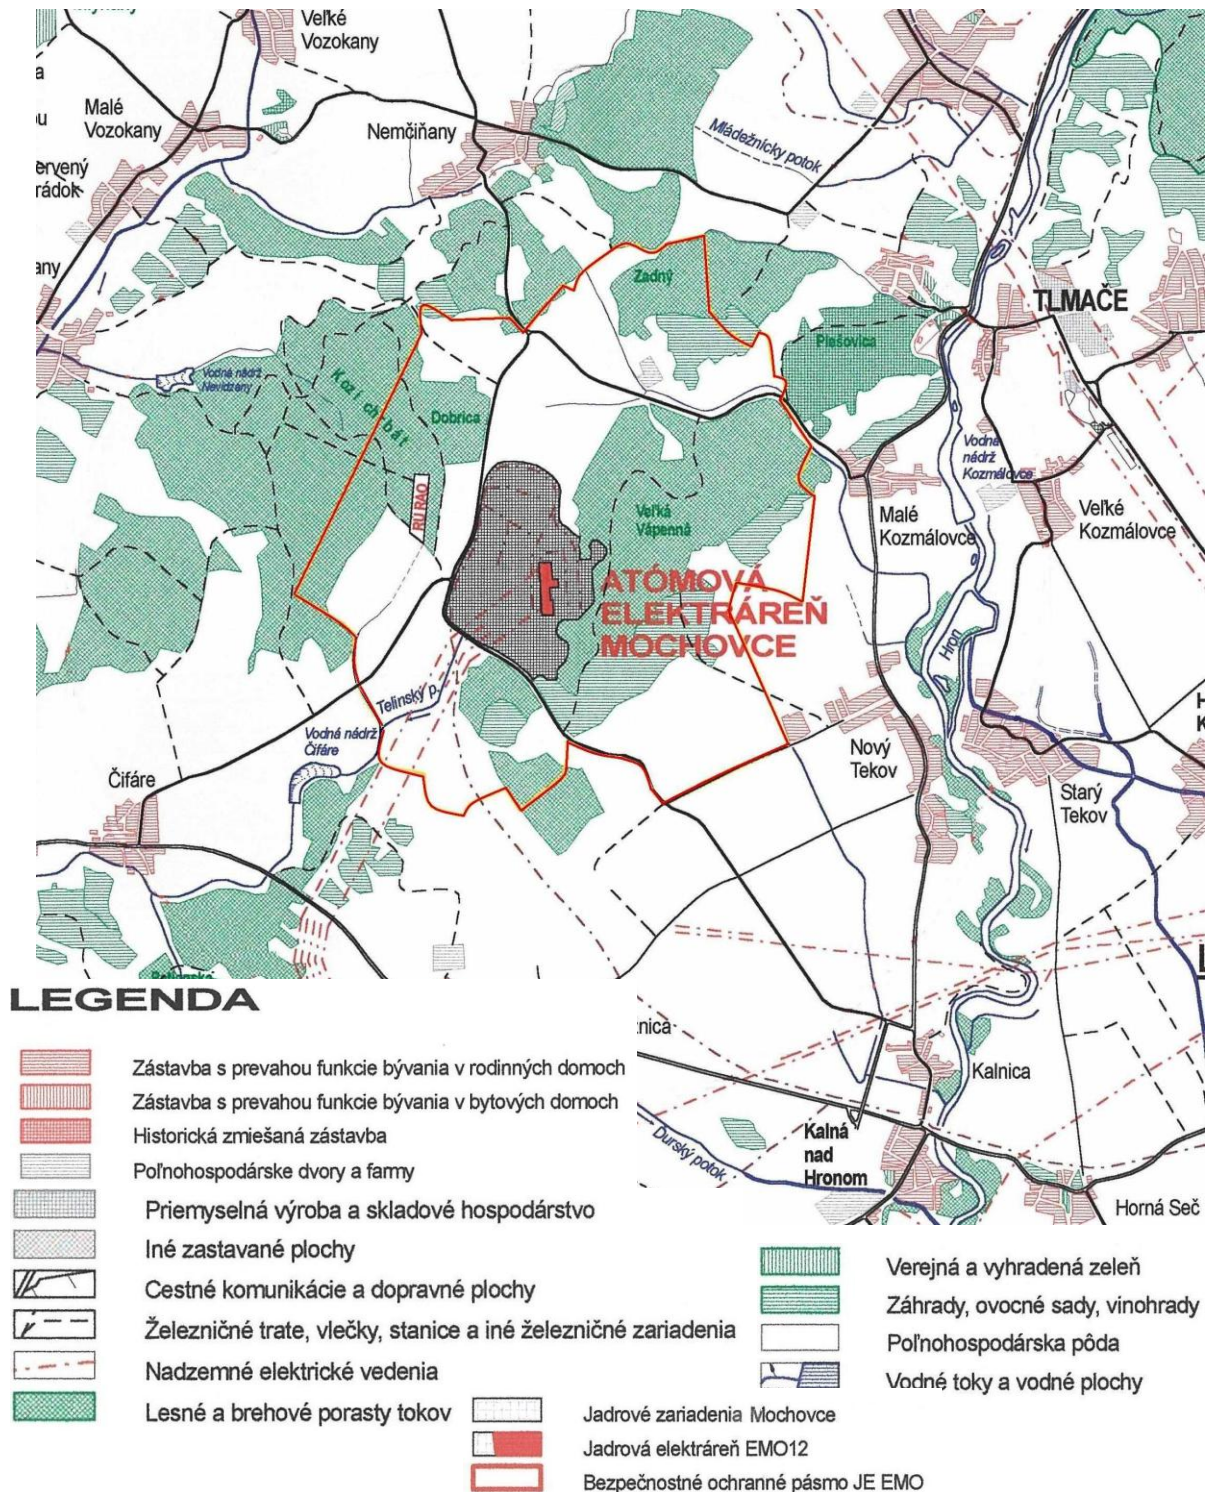 Veľké
Vozokany
Malé
Vozokany
Nemčiňany
Mládežnícky potok
Zadný
TLMAČE
Plešovica
Vodná nádrž
Nevidzany
Kozí chrbát
Dobrica
RÚ RAO
Vodná
nádrž
Kozmálovce
Veľká
Vápenná
Malé
Kozmálovce
Veľké
Kozmálovce
ATÓMOVÁ
ELEKTRÁREŇ
MOCHOVCE
Hron
Telinský p.
Vodná nádrž
Čifáre
Čifáre
Nový
Tekov
Starý
Tekov
Kalnica
Kalná
nad
Hronom
Ďurský potok
Horná Seč
LEGENDA
Zástavba s prevahou funkcie bývania v rodinných domoch
Zástavba s prevahou funkcie bývania v bytových domoch
Historická zmiešaná zástavba
Poľnohospodárske dvory a farmy
Priemyselná výroba a skladové hospodárstvo
Iné zastavané plochy
Cestné komunikácie a dopravné plochy
Železničné trate, vlečky, stanice a iné železničné zariadenia
Nadzemné elektrické vedenia
Lesné a brehové porasty tokov
Verejná a vyhradená zeleň
Záhrady, ovocné sady, vinohrady
Poľnohospodárska pôda
Vodné toky a vodné plochy
Jadrové zariadenia Mochovce
Jadrová elektráreň EMO12
Bezpečnostné ochranné pásmo JE EMO